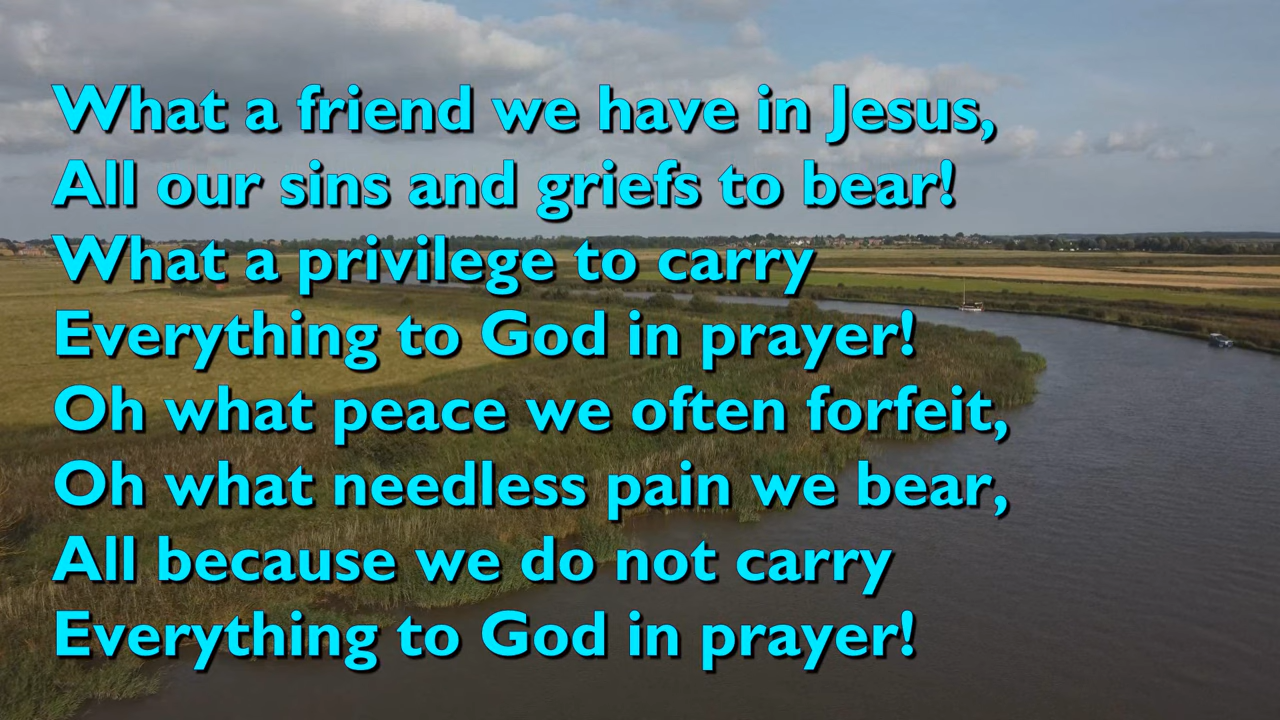 What a friend we have in Jesus,
All our sins and griefs to bear!
What a privilege to carry
Everything to God in prayer!
Oh what peace we often forfeit,
Oh what needless pain we bear,
All because we do not carry
Everything to God in prayer!